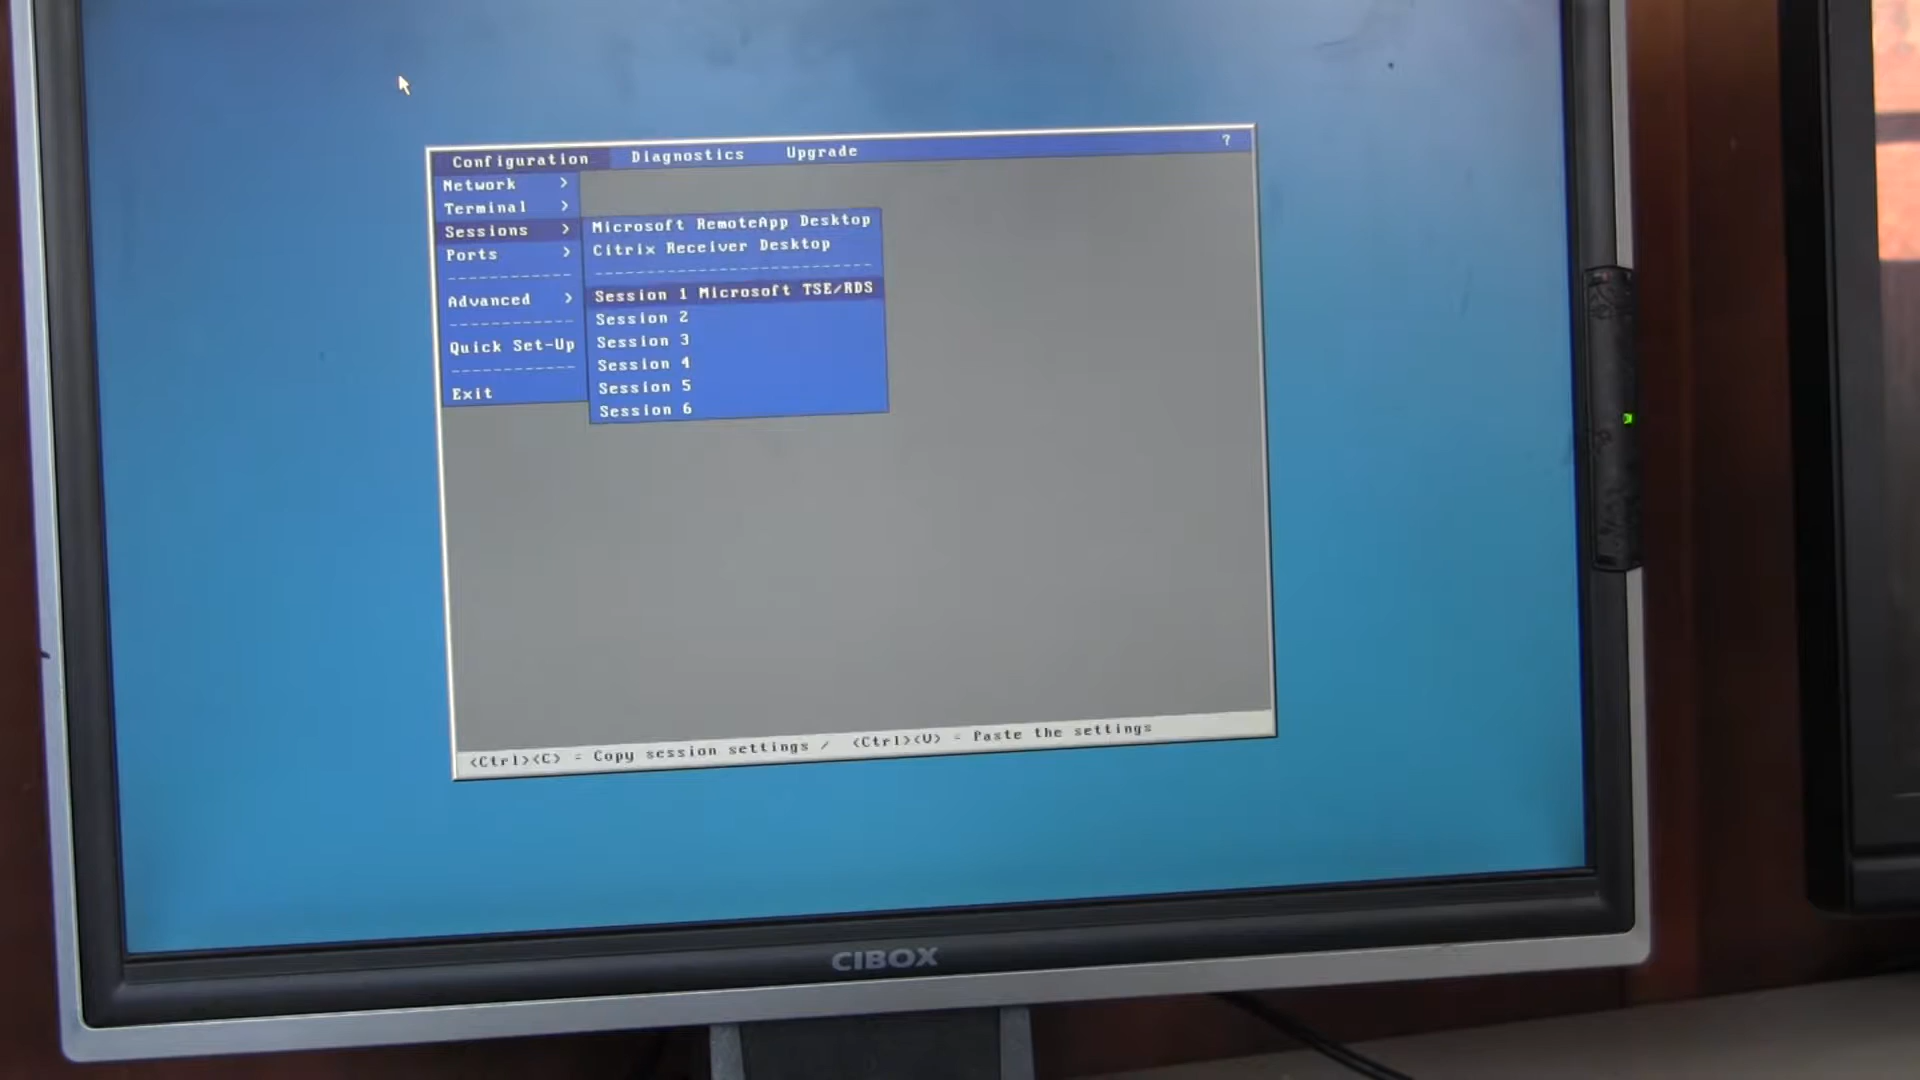 Configuration Diagnostics Upgrade ?
Network >
Terminal >
Sessions >
Ports >
Advanced >
Quick Set-Up
Exit
Microsoft RemoteApp Desktop
Citrix Receiver Desktop
Session 1 Microsoft TSE/RDS
Session 2
Session 3
Session 4
Session 5
Session 6
<Ctrl><C> = Copy session settings / <Ctrl><V> = Paste the settings
CIBOX